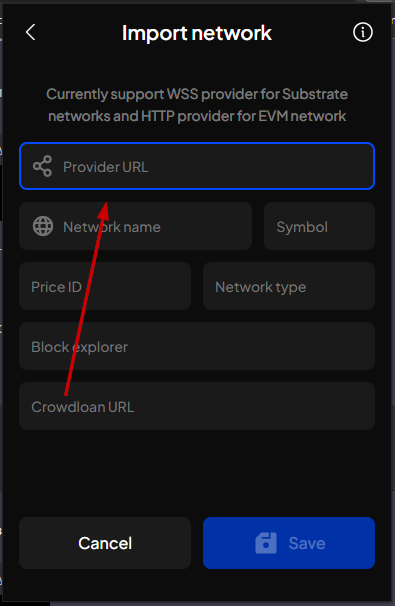 Import network
Currently support WSS provider for Substrate
networks and HTTP provider for EVM network
Provider URL
Network name
Symbol
Price ID
Network type
Block explorer
Crowdloan URL
Cancel
Save